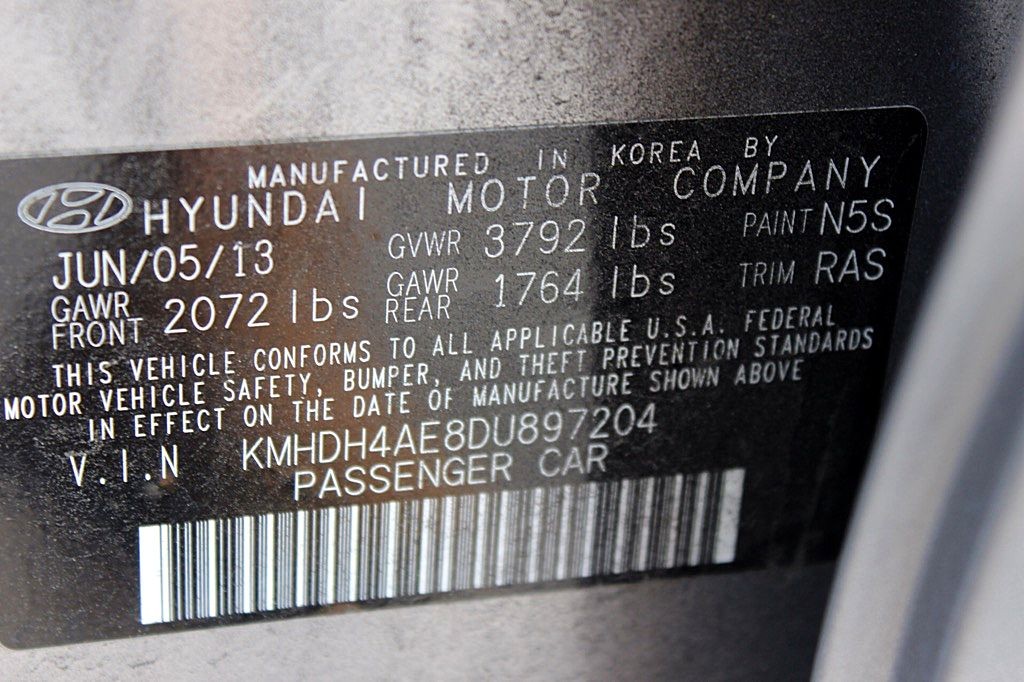 MANUFACTURED IN KOREA BY
HYUNDAI MOTOR COMPANY
JUN/05/13 GVWR 3792 lbs PAINT N5S
GAWR FRONT 2072 lbs GAWR REAR 1764 lbs TRIM RAS
THIS VEHICLE CONFORMS TO ALL APPLICABLE U.S.A. FEDERAL
MOTOR VEHICLE SAFETY, BUMPER, AND THEFT PREVENTION STANDARDS
IN EFFECT ON THE DATE OF MANUFACTURE SHOWN ABOVE
V.I.N KMHDH4AE8DU897204
PASSENGER CAR